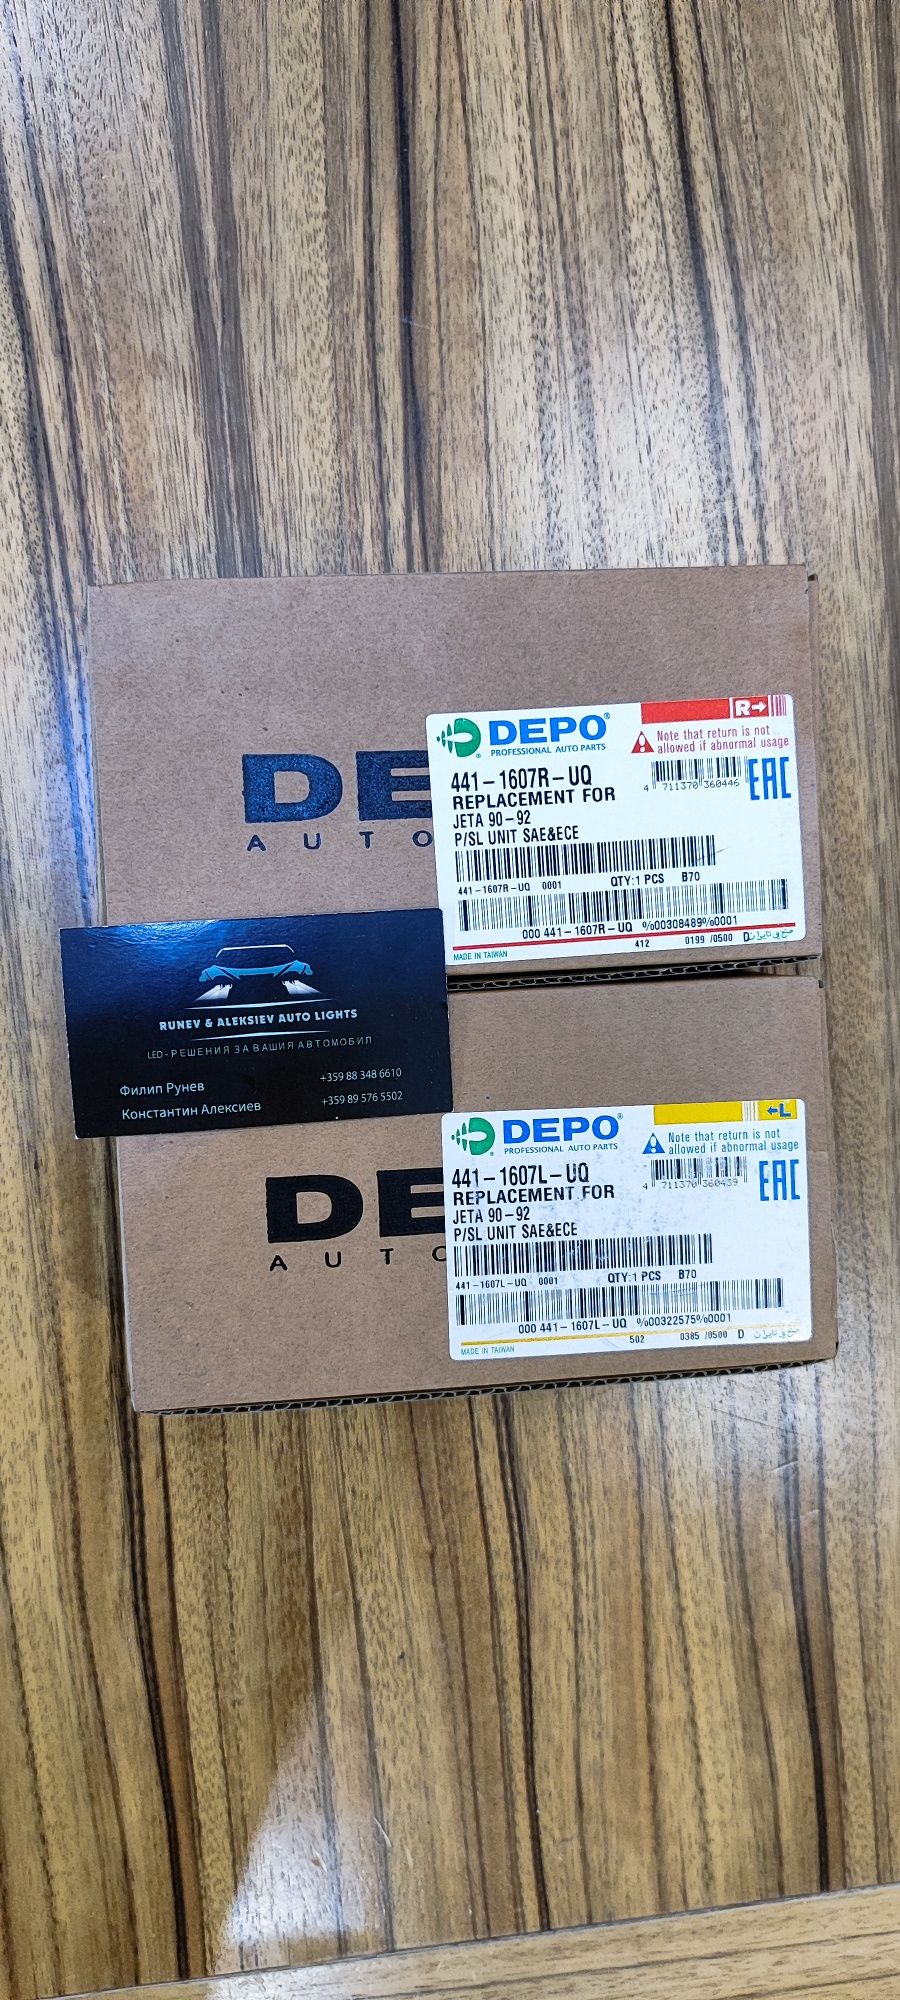 DE
AUTO
R→
DEPO®
PROFESSIONAL AUTO PARTS
Note that return is not
allowed if abnormal usage
441-1607R-UQ
REPLACEMENT FOR
JETA 90-92
P/SL UNIT SAE&ECE
4 711370 360446
EAC
441-1607R-UQ 0001 QTY:1 PCS B70
000 441-1607R-UQ %00308489%0001
412 0199 /0500 D
MADE IN TAIWAN
RUNEV & ALEKSIEV AUTO LIGHTS
LED-РЕШЕНИЯ ЗА ВАШИЯ АВТОМОБИЛ
Филип Рунев +359 88 348 6610
Константин Алексиев +359 89 576 5502
DE
AUTO
←L
DEPO®
PROFESSIONAL AUTO PARTS
Note that return is not
allowed if abnormal usage
441-1607L-UQ
REPLACEMENT FOR
JETA 90-92
P/SL UNIT SAE&ECE
4 711370 360439
EAC
441-1607L-UQ 0001 QTY:1 PCS B70
000 441-1607L-UQ %00322575%0001
502 0385 /0500 D
MADE IN TAIWAN